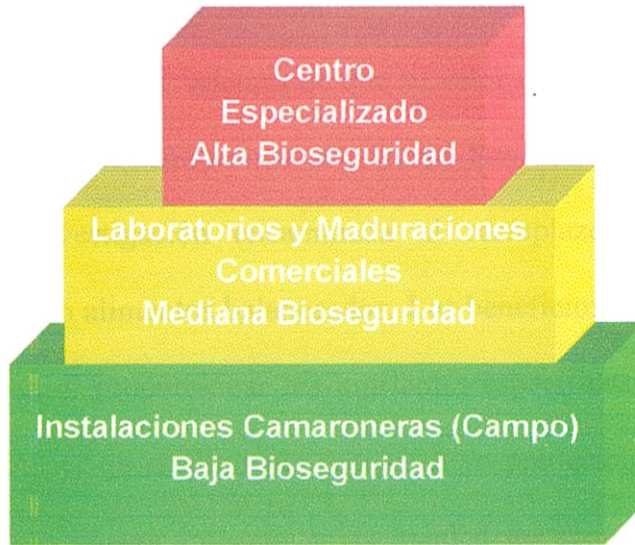 Centro
Especializado
Alta Bioseguridad
Laboratorios y Maduraciones
Comerciales
Mediana Bioseguridad
Instalaciones Camaroneras (Campo)
Baja Bioseguridad